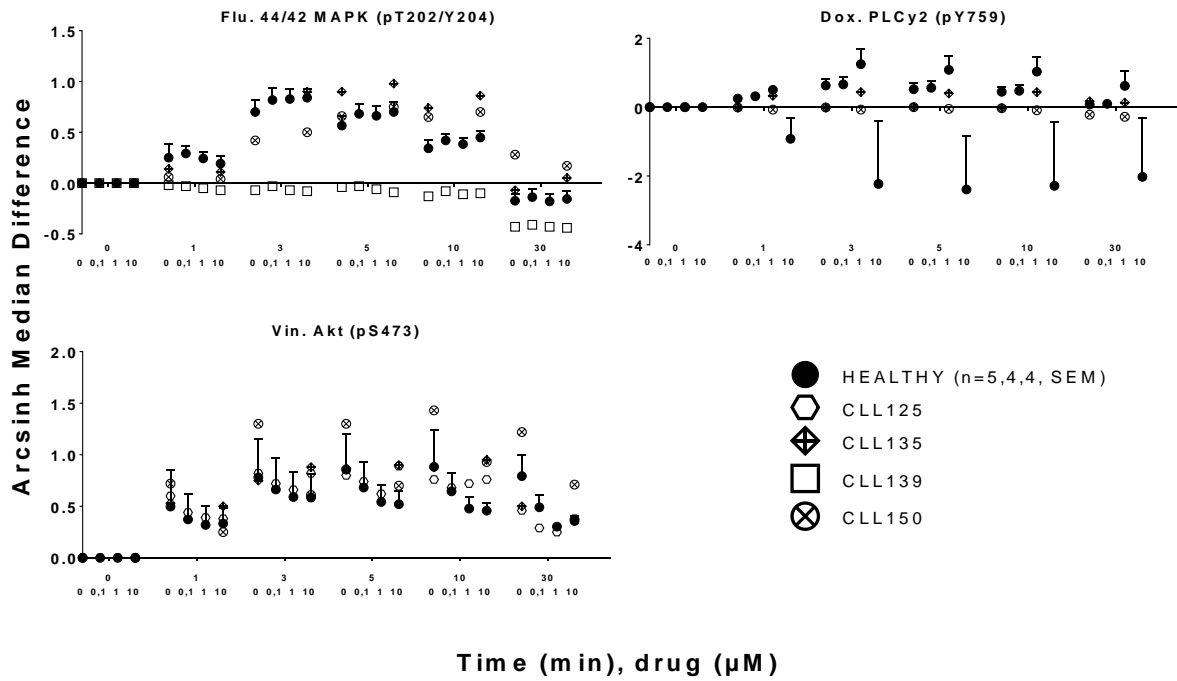 Flu. 44/42 MAPK (pT202/Y204)
1.5
1.0
0.5
0.0
-0.5
0 1 3 5 10 30
0 0,1 1 10 0 0,1 1 10 0 0,1 1 10 0 0,1 1 10 0 0,1 1 10 0 0,1 1 10
Dox. PLCy2 (pY759)
2
0
-2
-4
0 1 3 5 10 30
0 0,1 1 10 0 0,1 1 10 0 0,1 1 10 0 0,1 1 10 0 0,1 1 10 0 0,1 1 10
Arcsinh Median Difference
Vin. Akt (pS473)
2.0
1.5
1.0
0.5
0.0
0 1 3 5 10 30
0 0,1 1 10 0 0,1 1 10 0 0,1 1 10 0 0,1 1 10 0 0,1 1 10 0 0,1 1 10
HEALTHY (n=5,4,4, SEM)
CLL125
CLL135
CLL139
CLL150
Time (min), drug (µM)